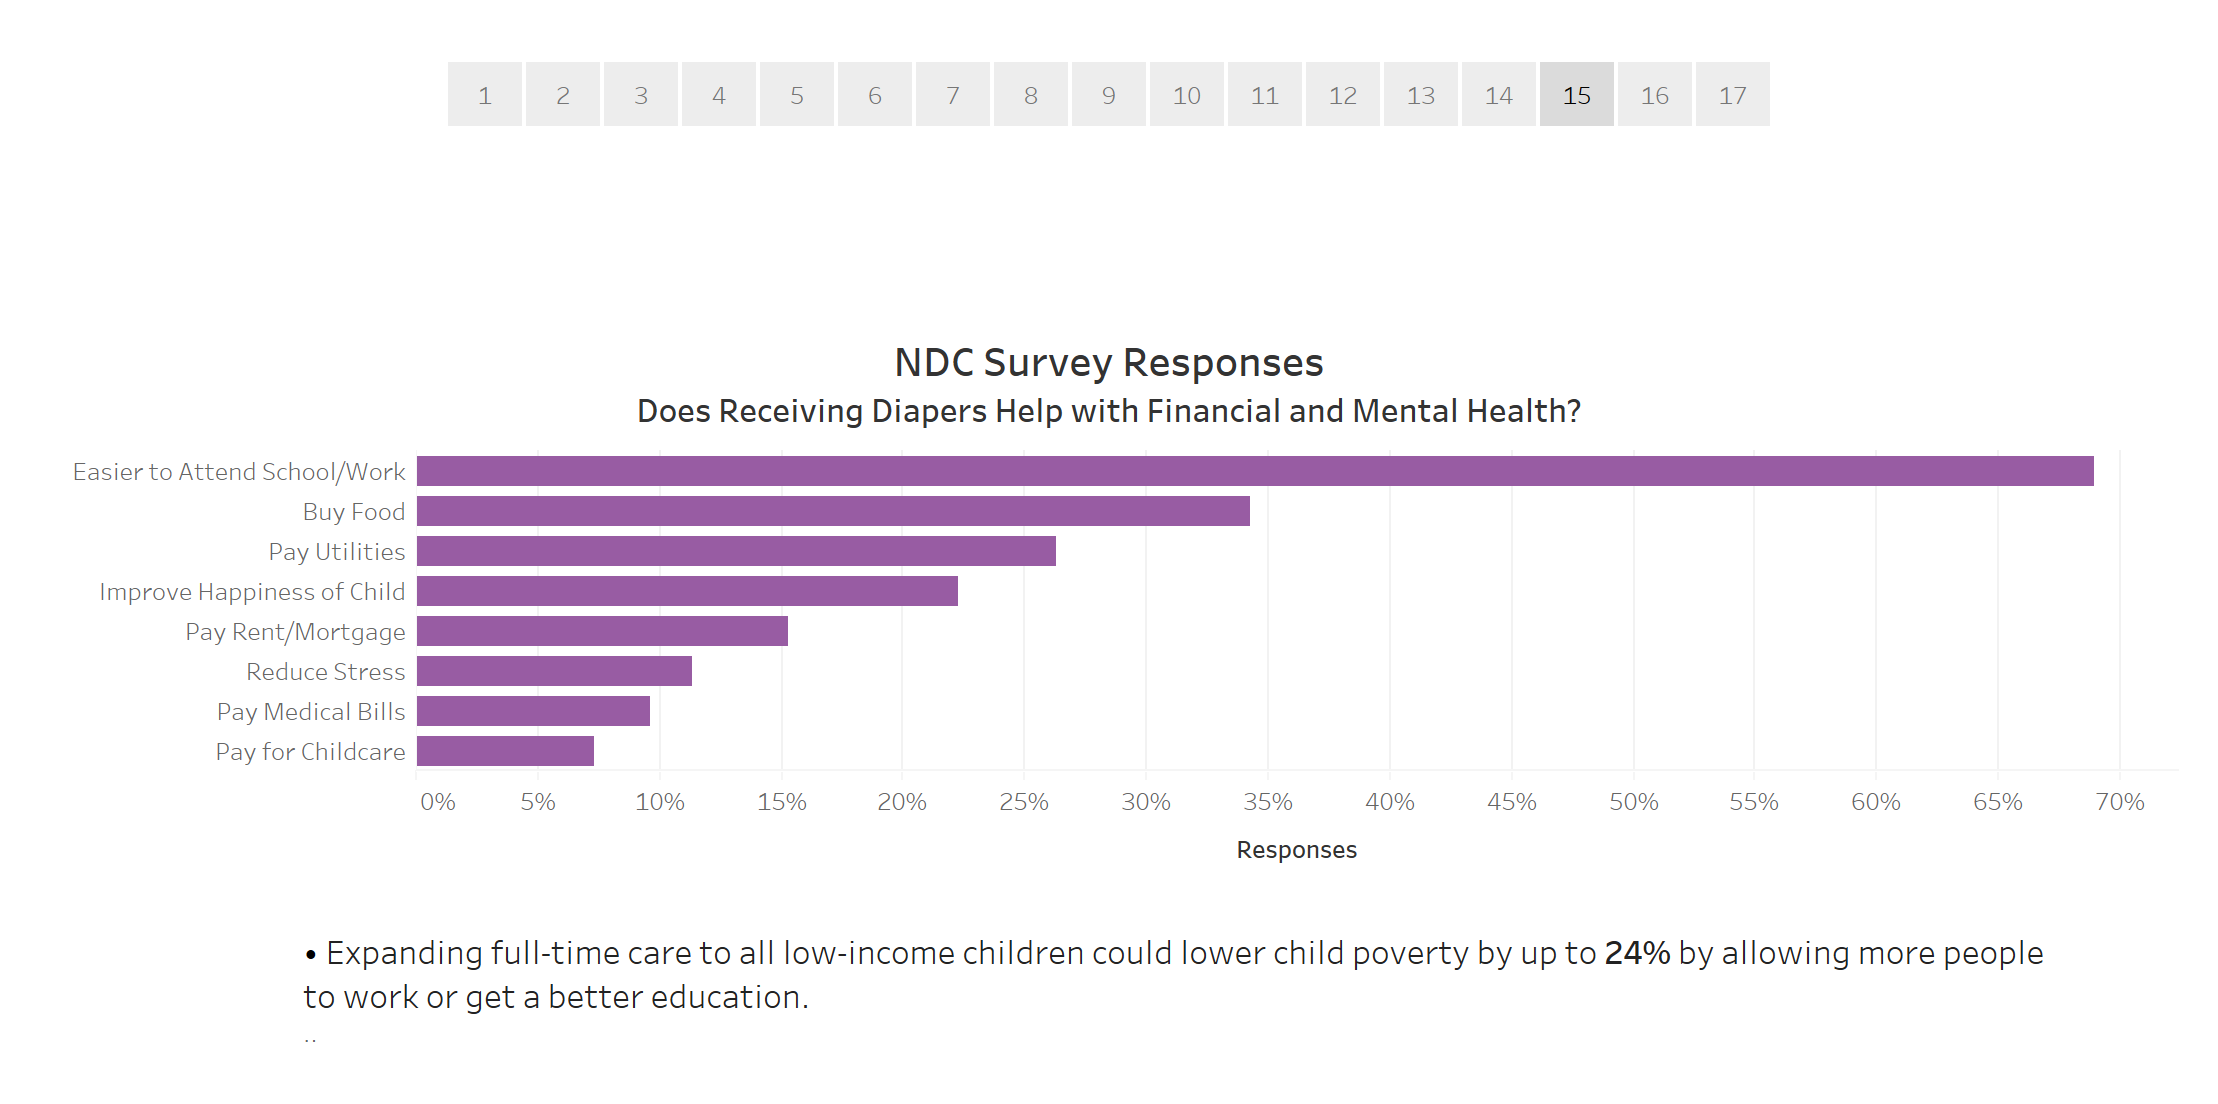 1 2 3 4 5 6 7 8 9 10 11 12 13 14 15 16 17
NDC Survey Responses
Does Receiving Diapers Help with Financial and Mental Health?
Easier to Attend School/Work
Buy Food
Pay Utilities
Improve Happiness of Child
Pay Rent/Mortgage
Reduce Stress
Pay Medical Bills
Pay for Childcare
0% 5% 10% 15% 20% 25% 30% 35% 40% 45% 50% 55% 60% 65% 70%
Responses
• Expanding full-time care to all low-income children could lower child poverty by up to 24% by allowing more people
to work or get a better education.
..